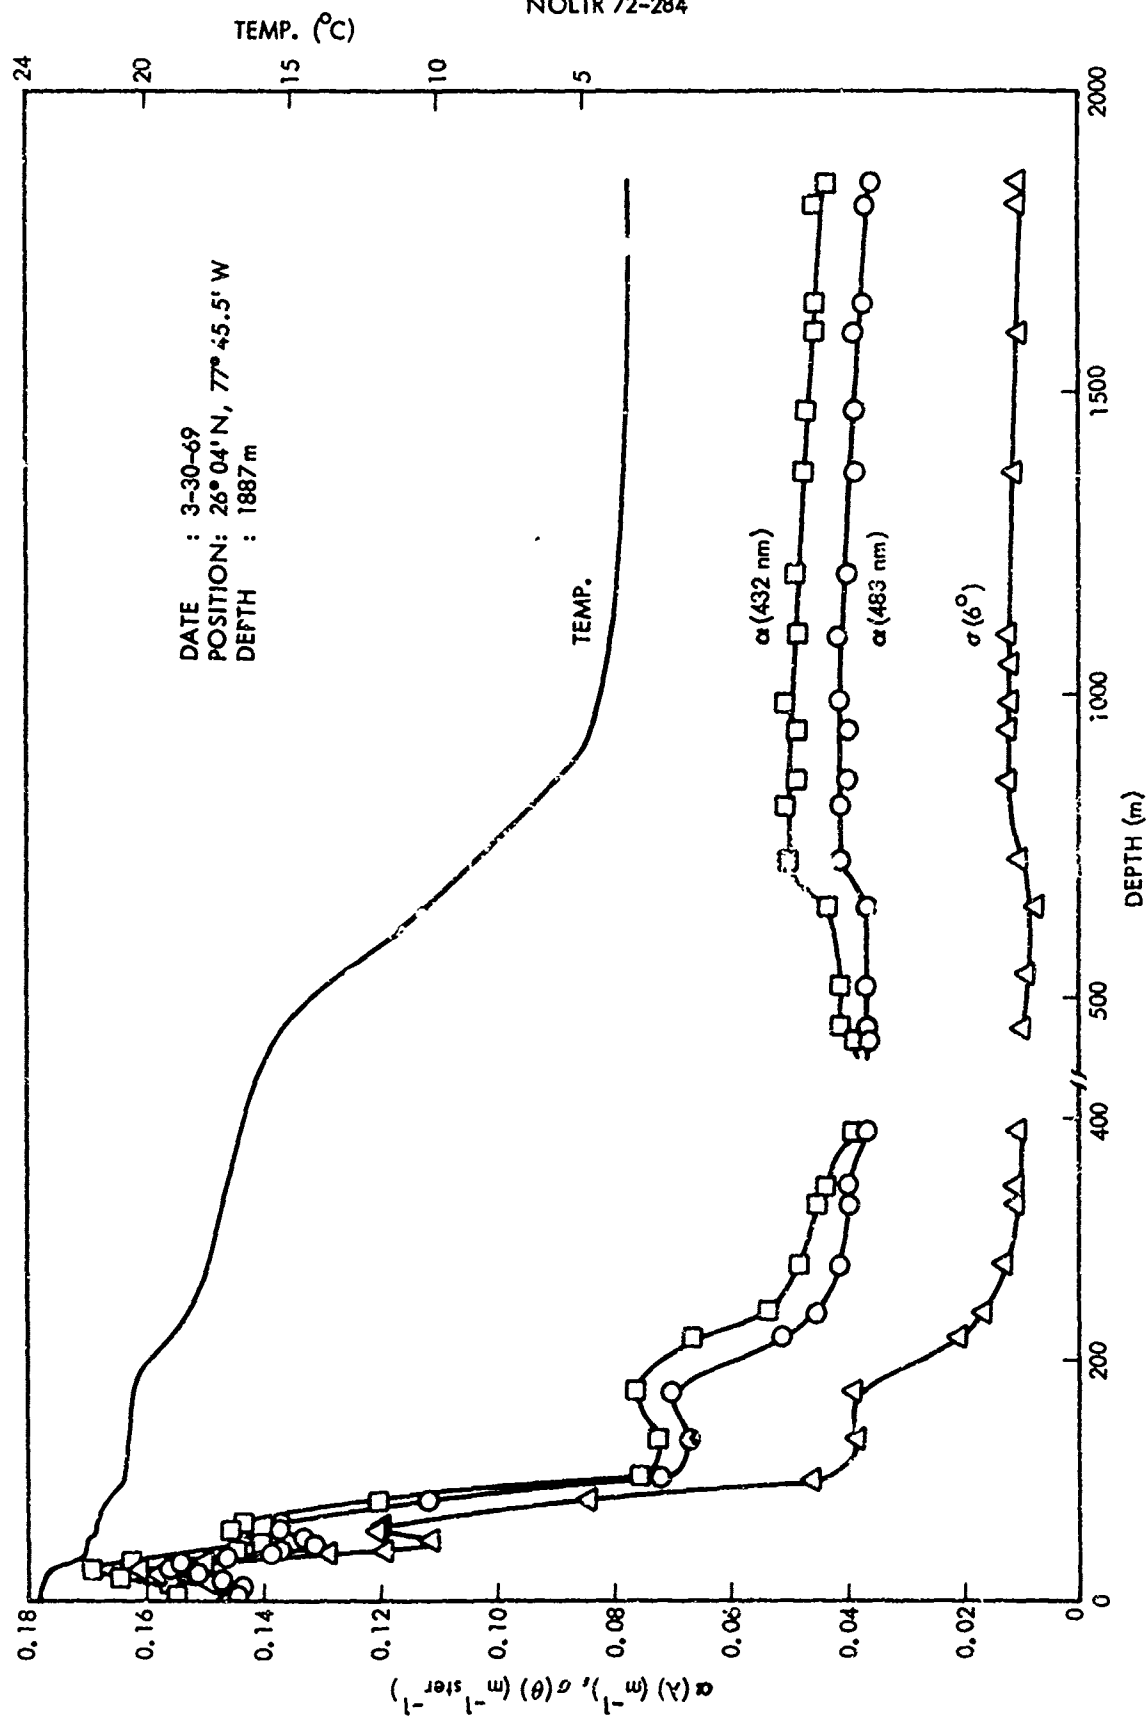 NOLTR 72-284
TEMP. (°C)
24
20
15
10
5
DATE : 3-30-69
POSITION: 26° 04' N, 77° 45.5' W
DEPTH : 1887m
TEMP.
α (432 nm)
α (483 nm)
σ (6°)
0.18
0.16
0.14
0.12
0.10
0.08
0.06
0.04
0.02
0
α(λ) (m⁻¹), σ(θ) (m⁻¹ ster⁻¹)
0
200
400
500
1000
1500
2000
DEPTH (m)